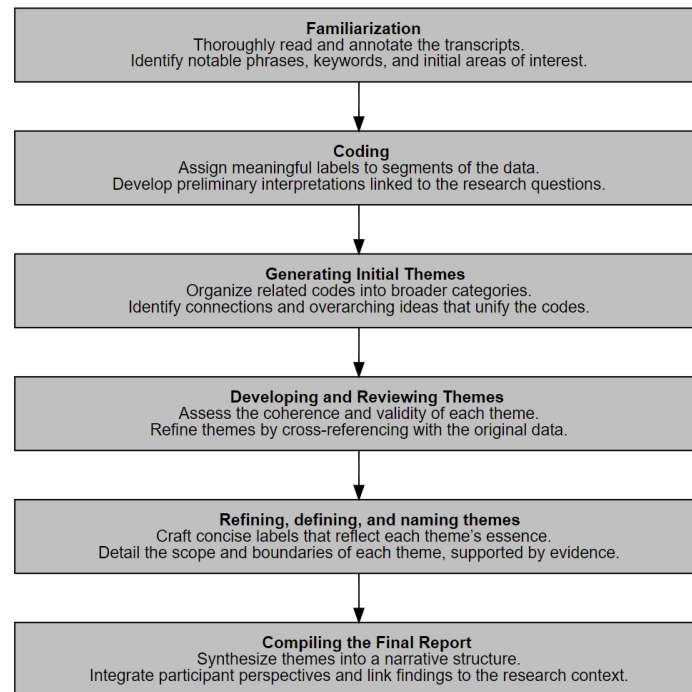 Familiarization
Thoroughly read and annotate the transcripts.
Identify notable phrases, keywords, and initial areas of interest.
Coding
Assign meaningful labels to segments of the data.
Develop preliminary interpretations linked to the research questions.
Generating Initial Themes
Organize related codes into broader categories.
Identify connections and overarching ideas that unify the codes.
Developing and Reviewing Themes
Assess the coherence and validity of each theme.
Refine themes by cross-referencing with the original data.
Refining, defining, and naming themes
Craft concise labels that reflect each theme's essence.
Detail the scope and boundaries of each theme, supported by evidence.
Compiling the Final Report
Synthesize themes into a narrative structure.
Integrate participant perspectives and link findings to the research context.